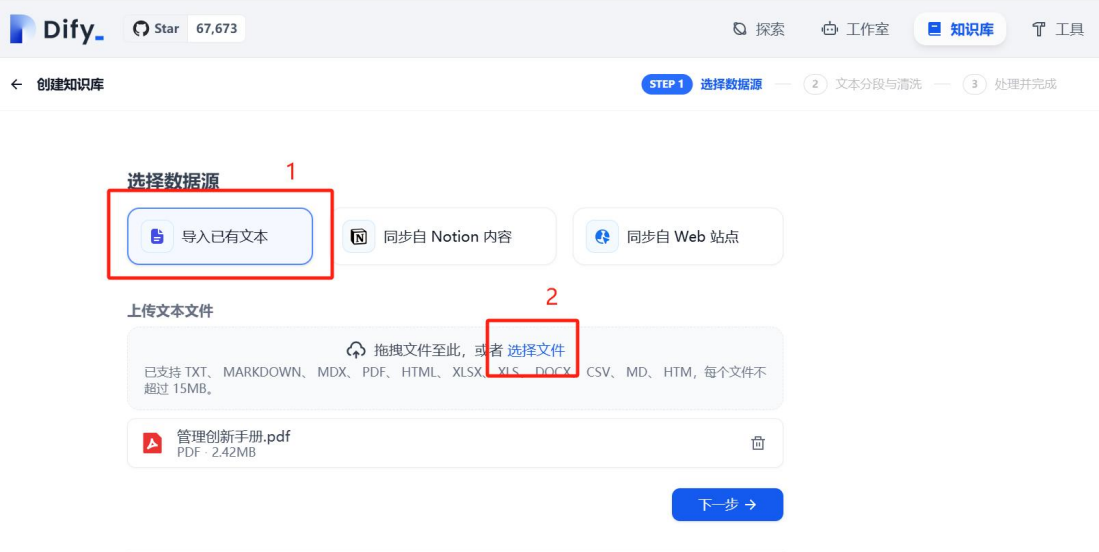 Dify_ Star 67,673 探索 工作室 知识库 工具
← 创建知识库 STEP 1 选择数据源 2 文本分段与清洗 3 处理并完成
选择数据源 1
导入已有文本 同步自 Notion 内容 同步自 Web 站点
上传文本文件 2
拖拽文件至此，或者 选择文件
已支持 TXT、 MARKDOWN、 MDX、 PDF、 HTML、 XLSX、 XLS、 DOCX、 CSV、 MD、 HTM，每个文件不
超过 15MB。
管理创新手册.pdf
PDF · 2.42MB
下一步 →